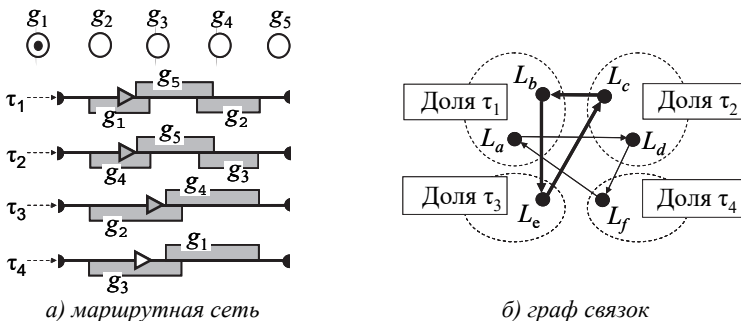 g1 g2 g3 g4 g5
τ1 g5 g1 g2
τ2 g5 g4 g3
τ3 g4 g2
τ4 g1 g3
Lb Lc
Доля τ1 Доля τ2
La Ld
Доля τ3 Доля τ4
Le Lf
а) маршрутная сеть
б) граф связок